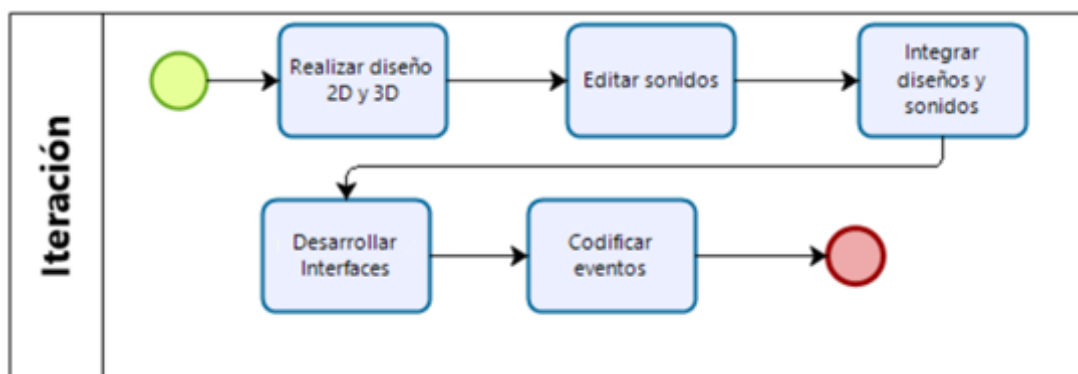 Iteración
Realizar diseño
2D y 3D
Editar sonidos
Integrar
diseños y
sonidos
Desarrollar
Interfaces
Codificar
eventos